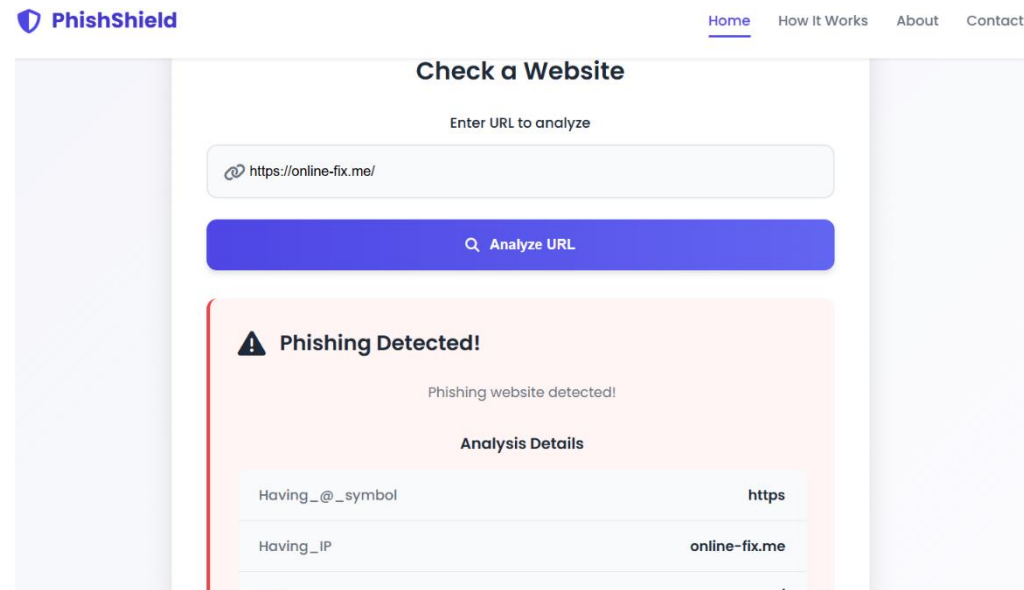 PhishShield
Home How It Works About Contact
Check a Website
Enter URL to analyze
https://online-fix.me/
Analyze URL
Phishing Detected!
Phishing website detected!
Analysis Details
Having_@_symbol https
Having_IP online-fix.me